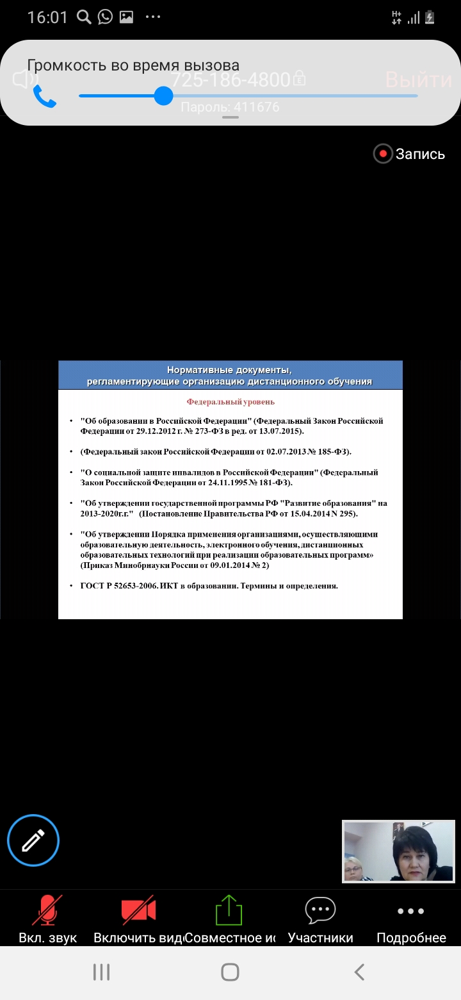 16:01
H+
Громкость во время вызова
725-186-4800
E
Выйти
Пароль: 411676
Запись
Нормативные документы,
регламентирующие организацию дистанционного обучения
Федеральный уровень
• "Об образовании в Российской Федерации" (Федеральный Закон Российской
Федерации от 29.12.2012 г. № 273-ФЗ в ред. от 13.07.2015).
• (Федеральный закон Российской Федерации от 02.07.2013 № 185-ФЗ).
• "О социальной защите инвалидов в Российской Федерации" (Федеральный
Закон Российской Федерации от 24.11.1995 № 181-ФЗ).
• "Об утверждении государственной программы РФ "Развитие образования" на
2013-2020г.г." (Постановление Правительства РФ от 15.04.2014 N 295).
• "Об утверждении Порядка применения организациями, осуществляющими
образовательную деятельность, электронного обучения, дистанционных
образовательных технологий при реализации образовательных программ»
(Приказ Минобрнауки России от 09.01.2014 № 2)
• ГОСТ Р 52653-2006. ИКТ в образовании. Термины и определения.
Вкл. звук
Включить вид
Совместное ис
Участники
Подробнее